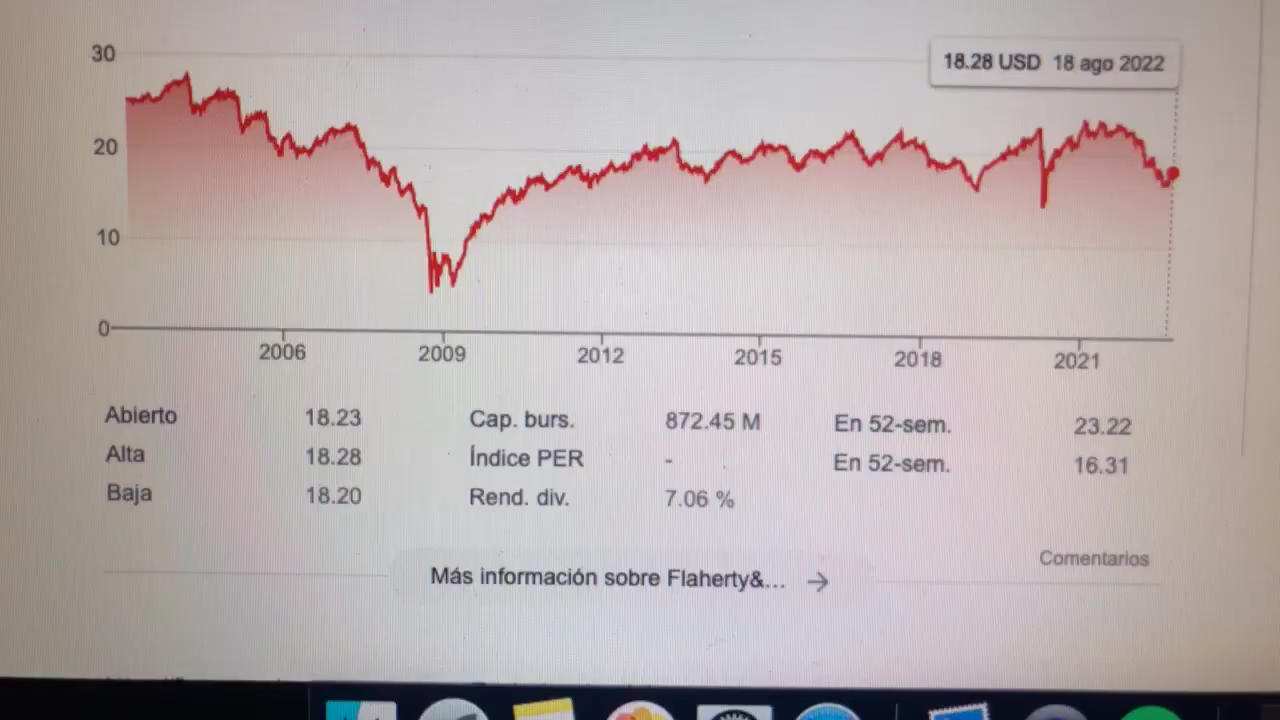 30
18.28 USD 18 ago 2022
20
10
0
2006 2009 2012 2015 2018 2021
Abierto 18.23 Cap. burs. 872.45 M En 52-sem. 23.22
Alta 18.28 Índice PER - En 52-sem. 16.31
Baja 18.20 Rend. div. 7.06 %
Comentarios
Más información sobre Flaherty&... →